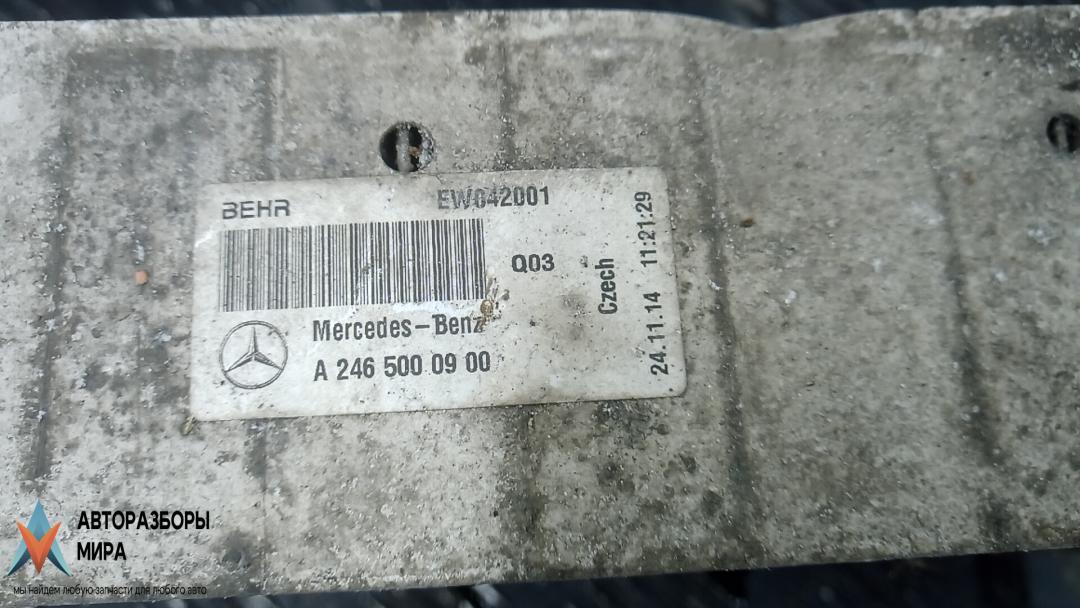 BEHR
EW042001
Q03
Mercedes-Benz
A 246 500 09 00
Czech
24.11.14 11:21:29
АВТОРАЗБОРЫ
МИРА
мы найдем любую запчасти для любого авто